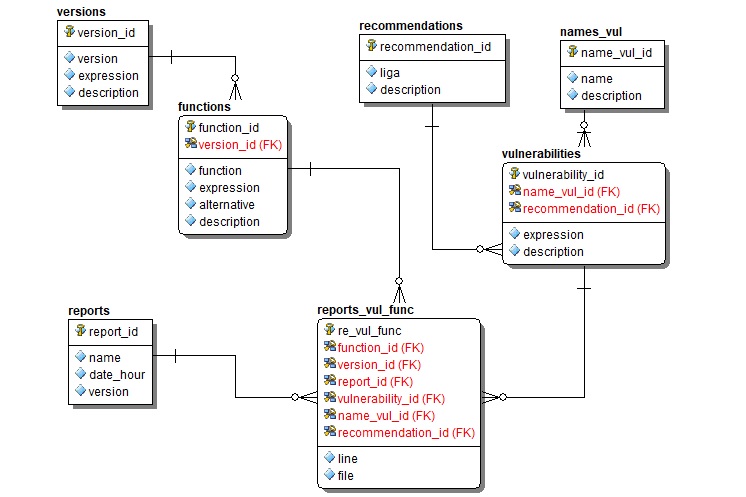 versions
version_id
version
expression
description
functions
function_id
version_id (FK)
function
expression
alternative
description
recommendations
recommendation_id
liga
description
names_vul
name_vul_id
name
description
vulnerabilities
vulnerability_id
name_vul_id (FK)
recommendation_id (FK)
expression
description
reports
report_id
name
date_hour
version
reports_vul_func
re_vul_func
function_id (FK)
version_id (FK)
report_id (FK)
vulnerability_id (FK)
name_vul_id (FK)
recommendation_id (FK)
line
file